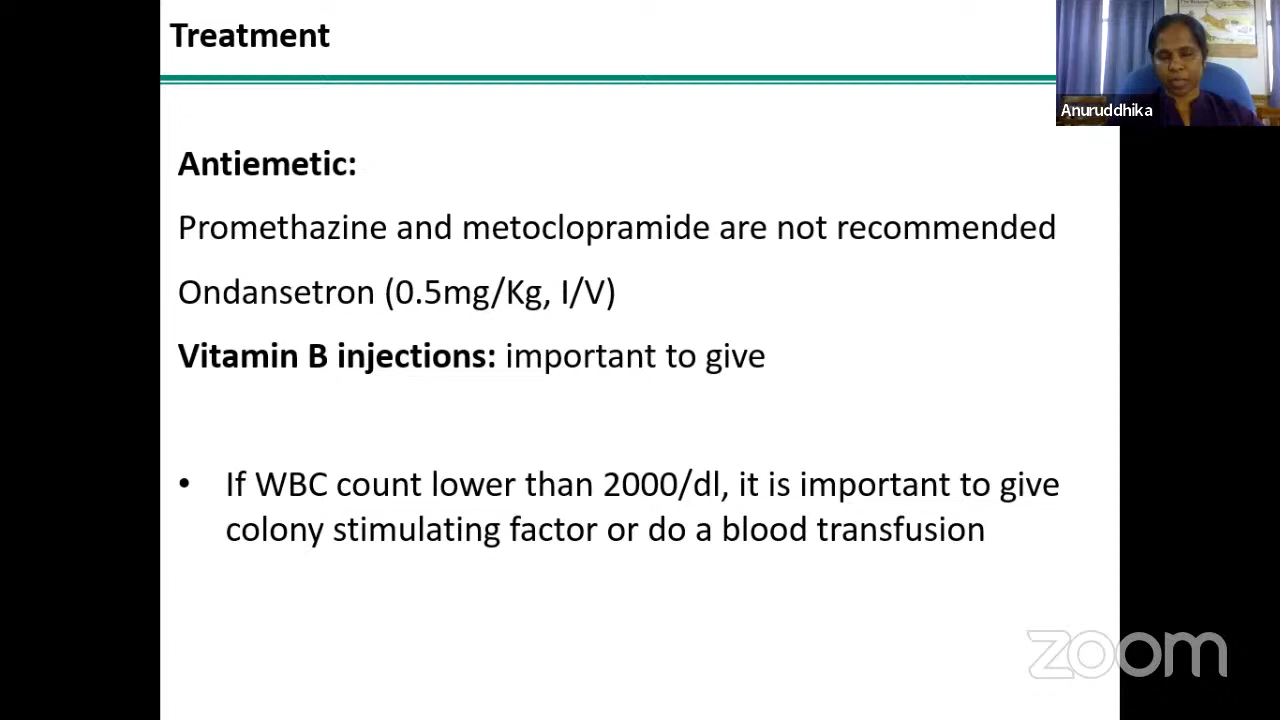 Treatment
Anuruddhika
Antiemetic:
Promethazine and metoclopramide are not recommended
Ondansetron (0.5mg/Kg, I/V)
Vitamin B injections: important to give
• If WBC count lower than 2000/dl, it is important to give
colony stimulating factor or do a blood transfusion
zoom